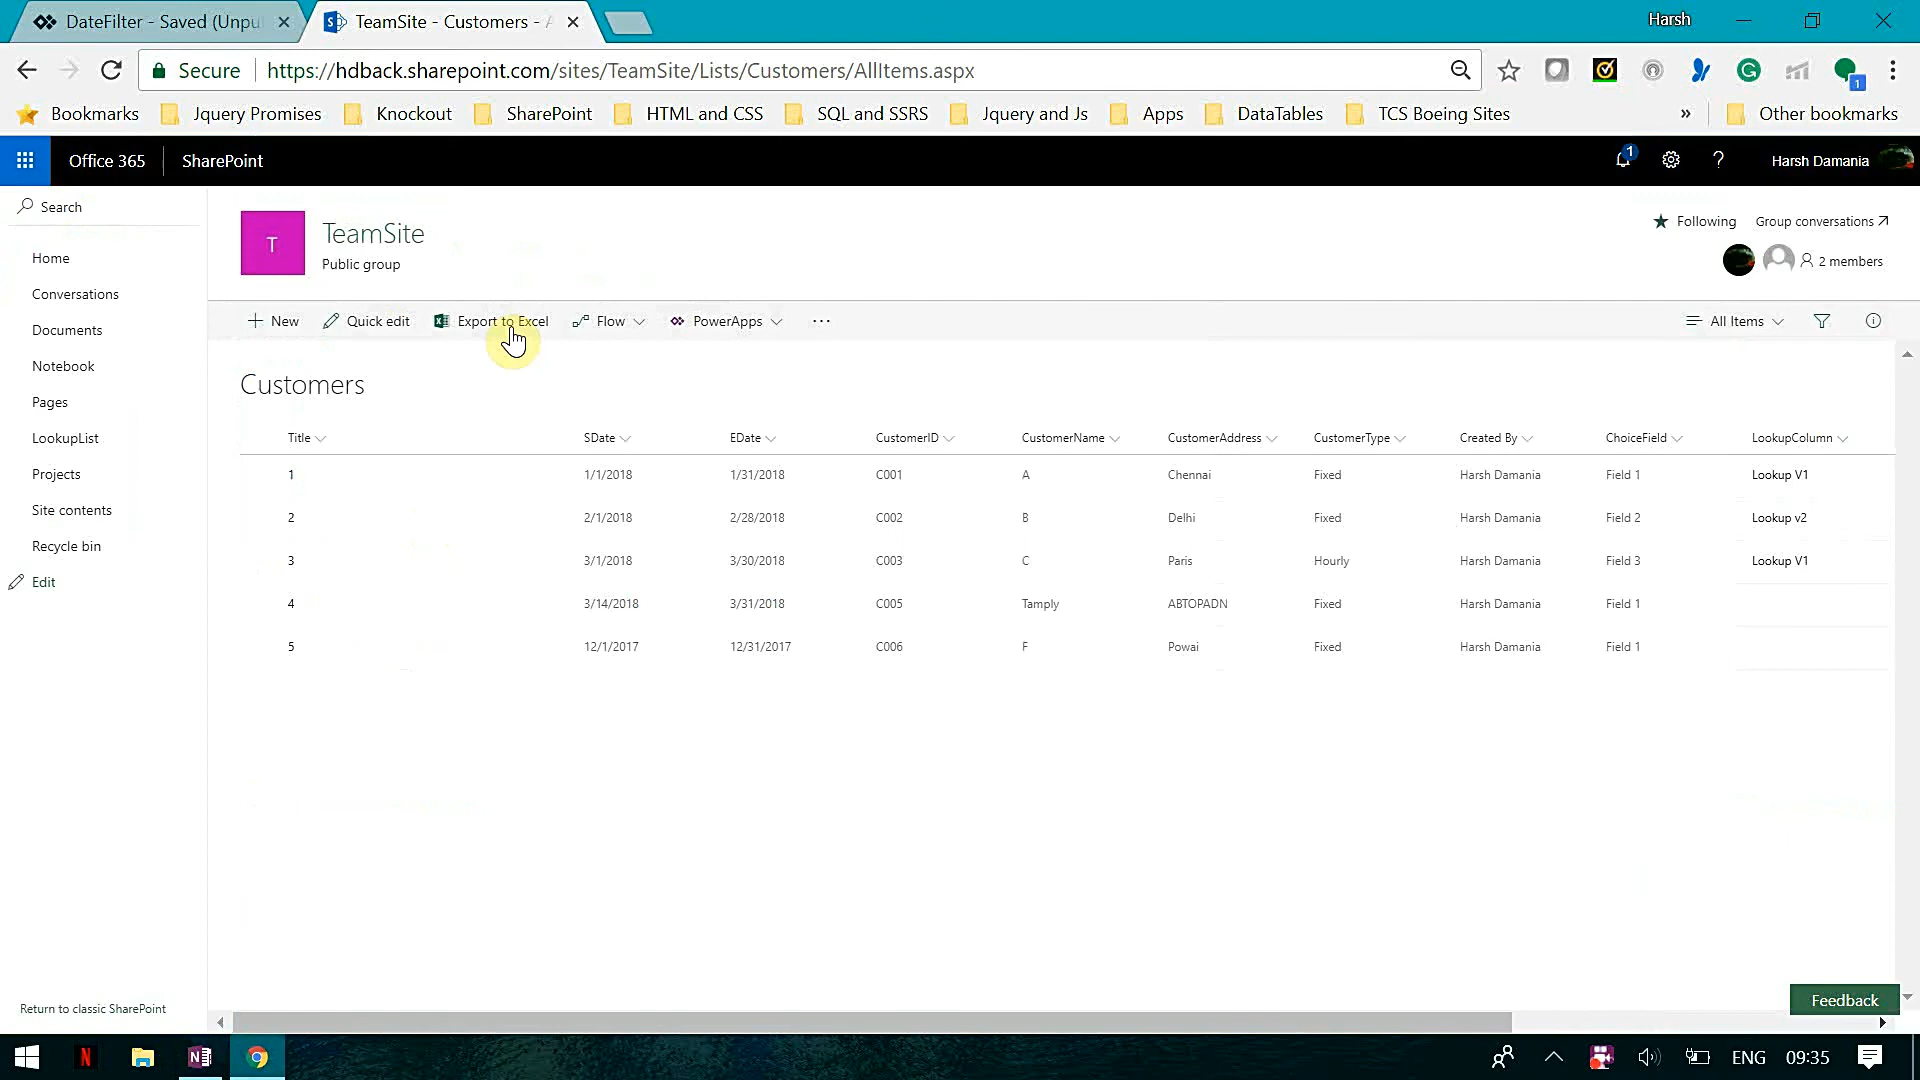 DateFilter - Saved (Unpu
TeamSite - Customers - A
Harsh
Secure https://hdback.sharepoint.com/sites/TeamSite/Lists/Customers/AllItems.aspx
1
Bookmarks Jquery Promises Knockout SharePoint HTML and CSS SQL and SSRS Jquery and Js Apps DataTables TCS Boeing Sites » Other bookmarks
Office 365 SharePoint 1 ? Harsh Damania
Search
Home
Conversations
Documents
Notebook
Pages
LookupList
Projects
Site contents
Recycle bin
Edit
Return to classic SharePoint
T
TeamSite
Public group
Following Group conversations
2 members
New Quick edit Export to Excel Flow PowerApps ... All Items
Customers
Title SDate EDate CustomerID CustomerName CustomerAddress CustomerType Created By ChoiceField LookupColumn
1 1/1/2018 1/31/2018 C001 A Chennai Fixed Harsh Damania Field 1 Lookup V1
2 2/1/2018 2/28/2018 C002 B Delhi Fixed Harsh Damania Field 2 Lookup v2
3 3/1/2018 3/30/2018 C003 C Paris Hourly Harsh Damania Field 3 Lookup V1
4 3/14/2018 3/31/2018 C005 Tamply ABTOPADN Fixed Harsh Damania Field 1
5 12/1/2017 12/31/2017 C006 F Powai Fixed Harsh Damania Field 1
Feedback
N N ENG 09:35